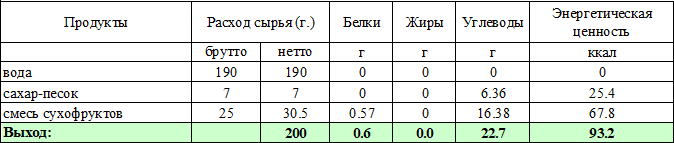 Продукты Расход сырья (г.) Белки Жиры Углеводы Энергетическая ценность
брутто нетто г г г ккал
вода 190 190 0 0 0 0
сахар-песок 7 7 0 0 6.36 25.4
смесь сухофруктов 25 30.5 0.57 0 16.38 67.8
Выход: 200 0.6 0.0 22.7 93.2